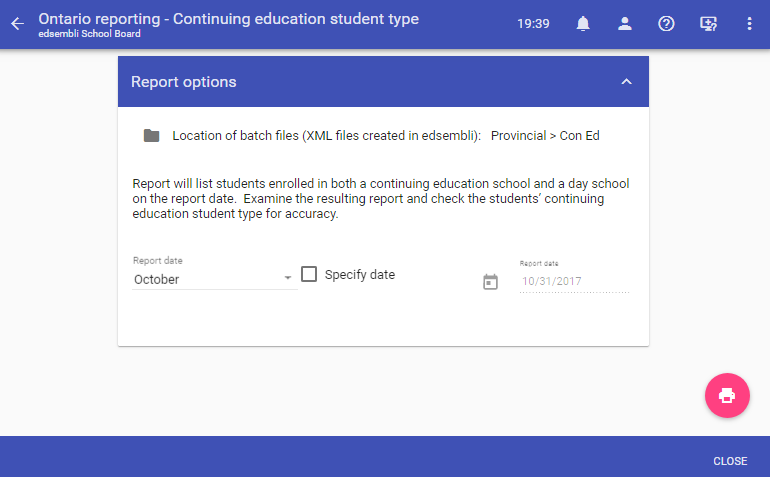 Ontario reporting - Continuing education student type
edsembli School Board
19:39
Report options
Location of batch files (XML files created in edsembli): Provincial > Con Ed
Report will list students enrolled in both a continuing education school and a day school
on the report date. Examine the resulting report and check the students' continuing
education student type for accuracy.
Report date
October
Specify date
Report date
10/31/2017
CLOSE